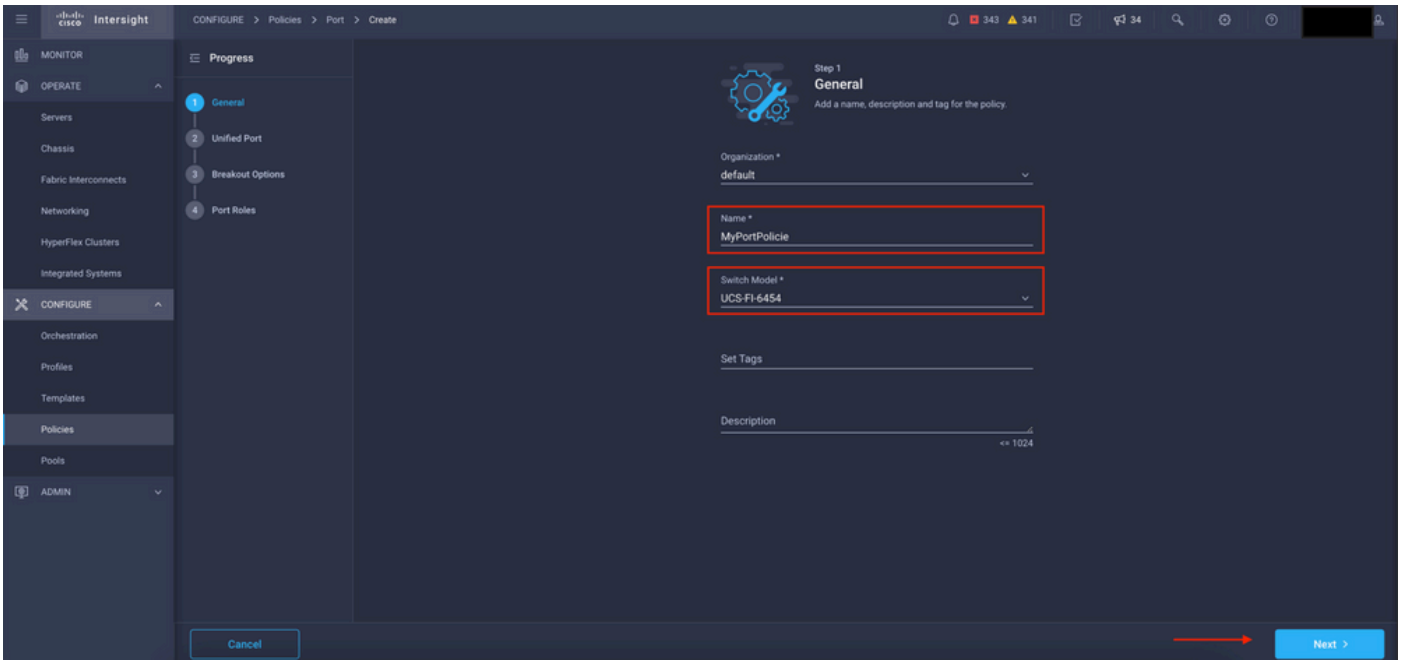 cisco Intersight
CONFIGURE > Policies > Port > Create
343 341
34
MONITOR
OPERATE
Servers
Chassis
Fabric Interconnects
Networking
HyperFlex Clusters
Integrated Systems
CONFIGURE
Orchestration
Profiles
Templates
Policies
Pools
ADMIN
Progress
1 General
2 Unified Port
3 Breakout Options
4 Port Roles
Step 1
General
Add a name, description and tag for the policy.
Organization *
default
Name *
MyPortPolicie
Switch Model *
UCS-FI-6454
Set Tags
Description
<= 1024
Cancel
Next >